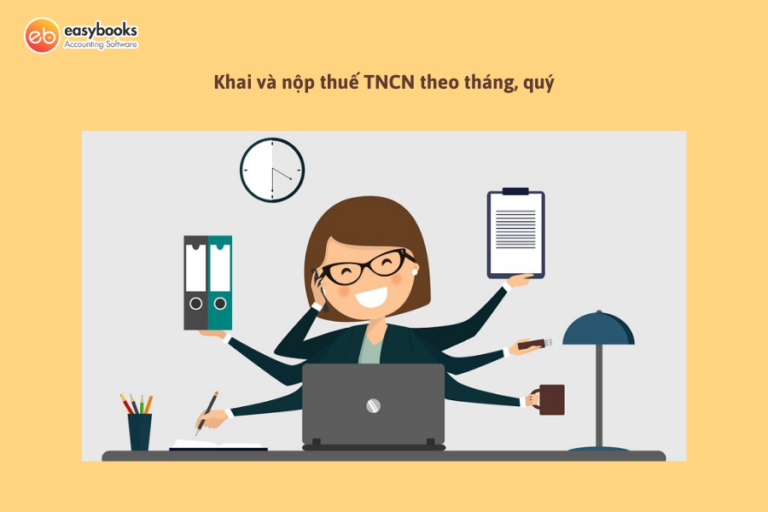 easybooks
Accounting Software
Khai và nộp thuế TNCN theo tháng, quý